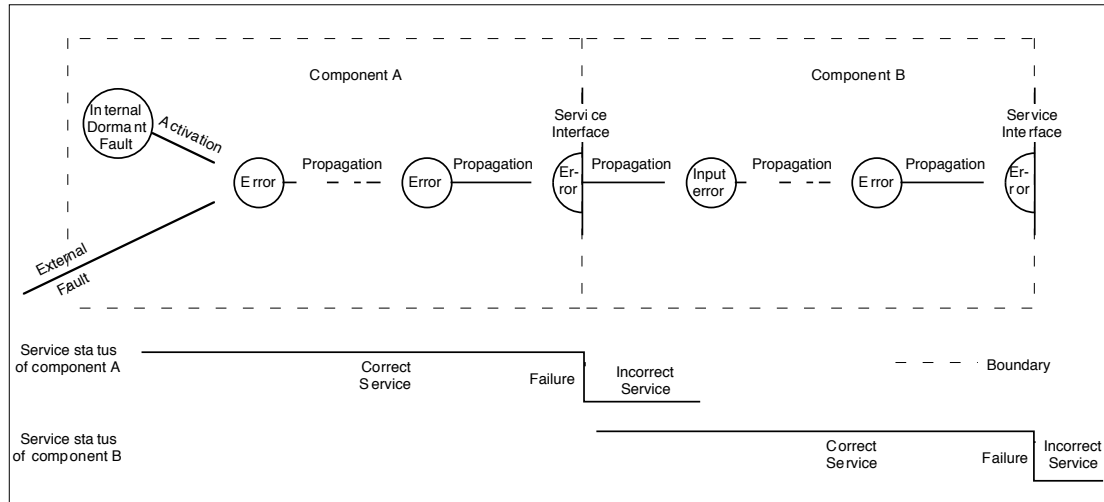 Component A
Component B
Internal
Dormant
Fault
Activation
Service
Interface
Service
Interface
Error
Propagation
Error
Propagation
Er-
ror
Propagation
Input
error
Propagation
Error
Propagation
Er-
ror
External
Fault
Service status
of component A
Correct
Service
Failure
Incorrect
Service
Boundary
Service status
of component B
Correct
Service
Failure
Incorrect
Service